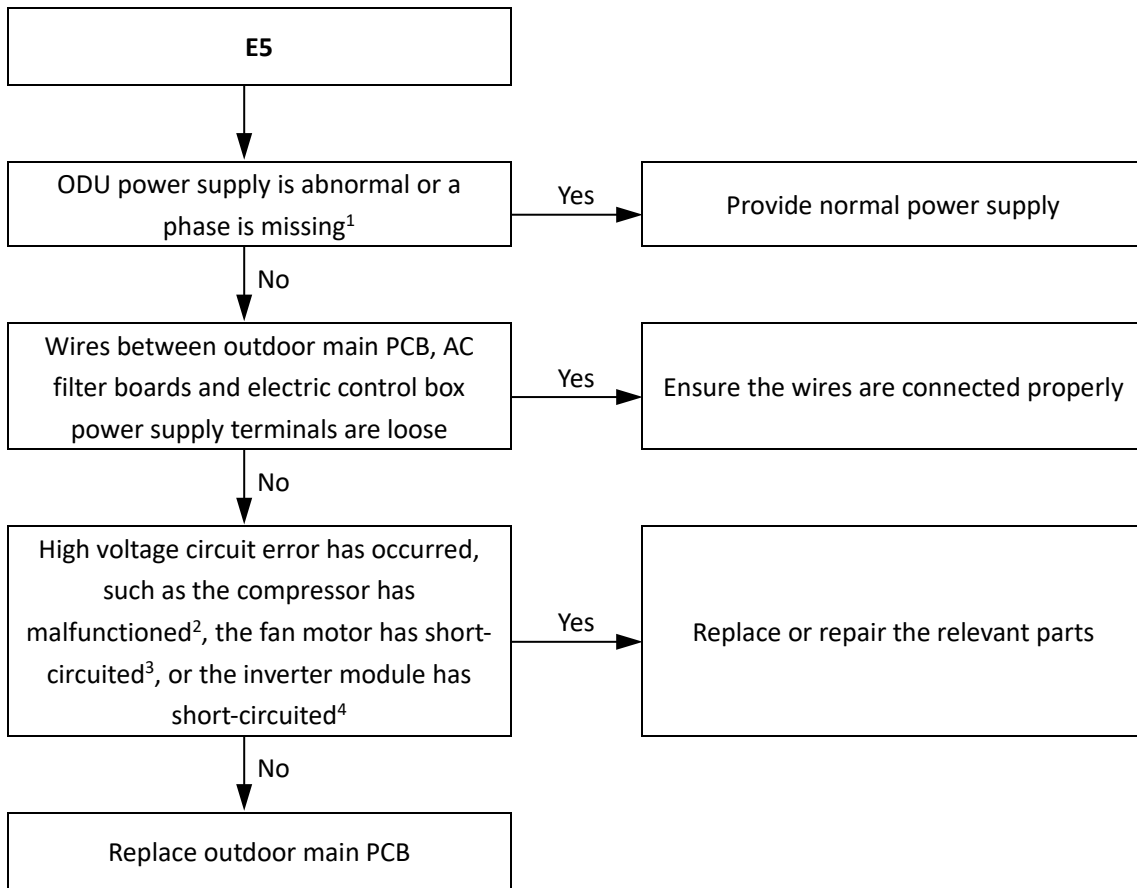 E5
ODU power supply is abnormal or a
phase is missing¹
Yes
Provide normal power supply
No
Wires between outdoor main PCB, AC
filter boards and electric control box
power supply terminals are loose
Yes
Ensure the wires are connected properly
No
High voltage circuit error has occurred,
such as the compressor has
malfunctioned², the fan motor has short-
circuited³, or the inverter module has
short-circuited⁴
Yes
Replace or repair the relevant parts
No
Replace outdoor main PCB